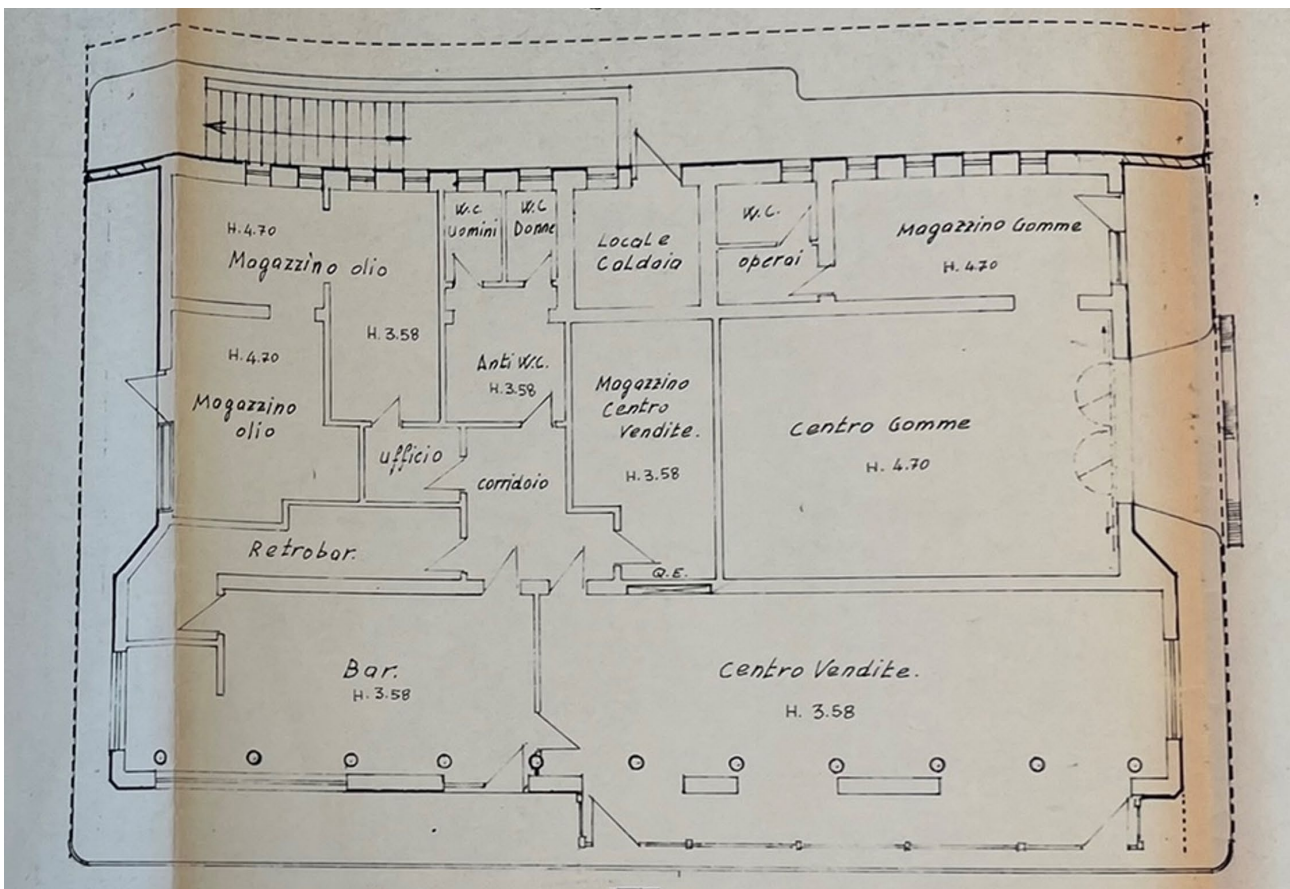 W.C.
Uomini
W.C
Donne
H.4.70
Magazzino olio
Locale
Caldaia
W.C.
operai
Magazzino Gomme
H. 4.70
H.4.70
Magazzino
olio
H.3.58
Anti W.C.
H.3.58
Magazzino
Centro
Vendite.
H.3.58
Centro Gomme
H. 4.70
ufficio
corridoio
Retrobar.
Q.E.
Bar.
H. 3.58
Centro Vendite.
H. 3.58